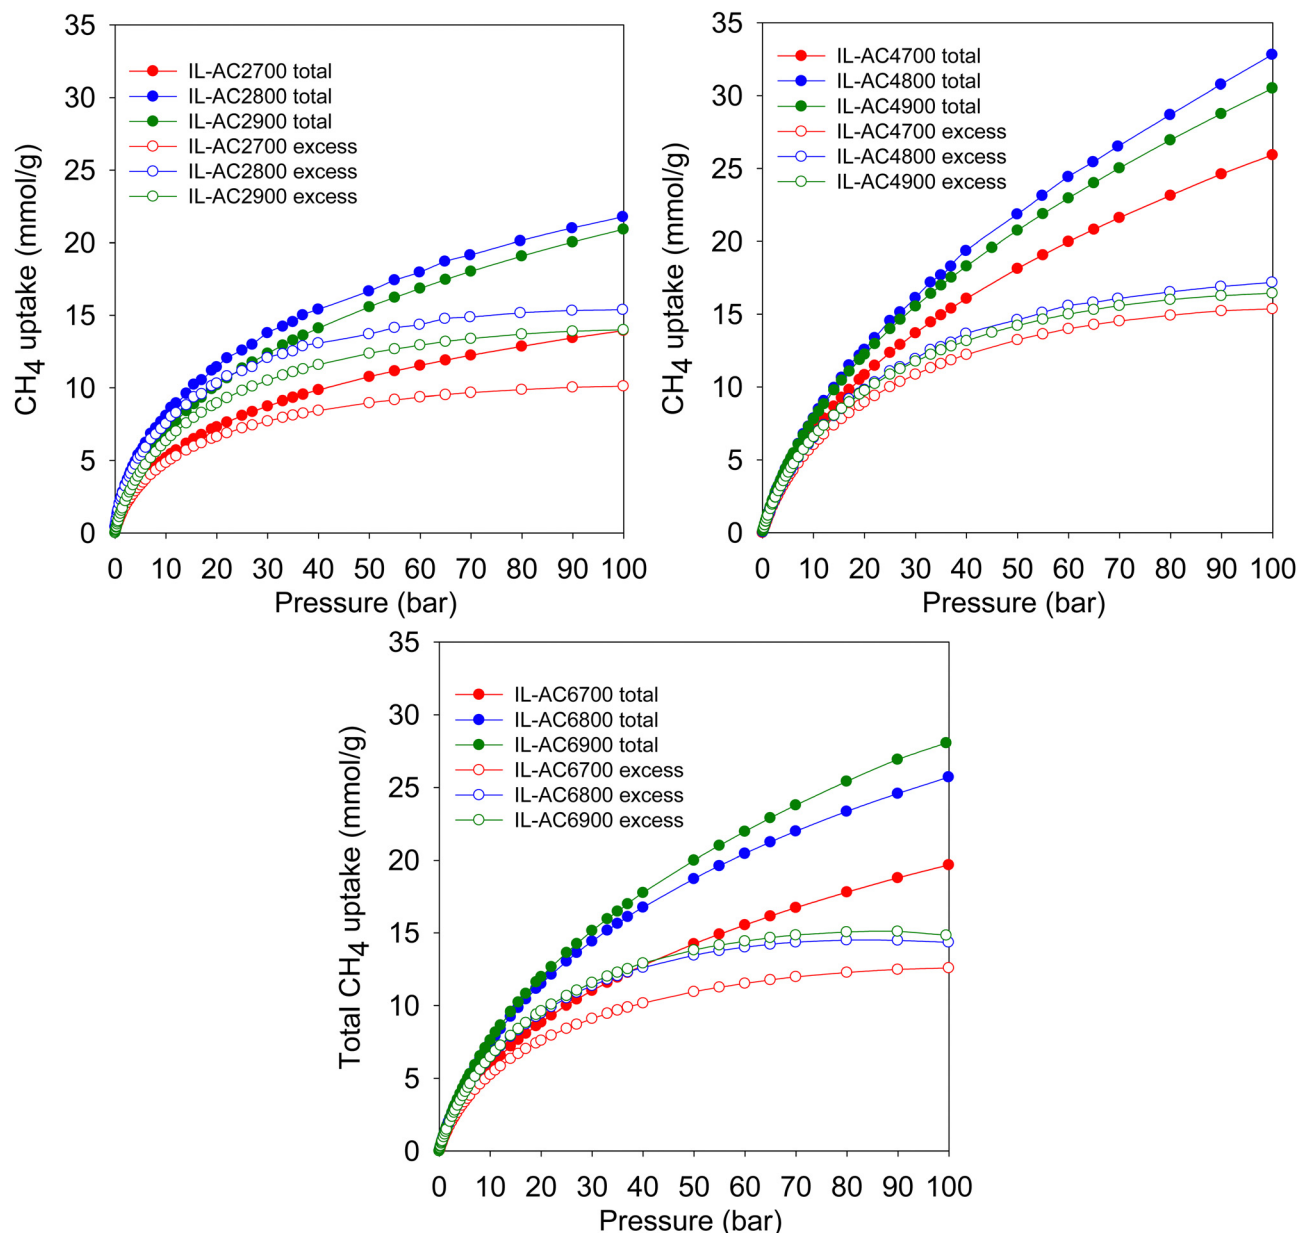 35
30
25
20
15
10
5
0
CH4 uptake (mmol/g)
IL-AC2700 total
IL-AC2800 total
IL-AC2900 total
IL-AC2700 excess
IL-AC2800 excess
IL-AC2900 excess
0 10 20 30 40 50 60 70 80 90 100
Pressure (bar)
35
30
25
20
15
10
5
0
CH4 uptake (mmol/g)
IL-AC4700 total
IL-AC4800 total
IL-AC4900 total
IL-AC4700 excess
IL-AC4800 excess
IL-AC4900 excess
0 10 20 30 40 50 60 70 80 90 100
Pressure (bar)
35
30
25
20
15
10
5
0
Total CH4 uptake (mmol/g)
IL-AC6700 total
IL-AC6800 total
IL-AC6900 total
IL-AC6700 excess
IL-AC6800 excess
IL-AC6900 excess
0 10 20 30 40 50 60 70 80 90 100
Pressure (bar)